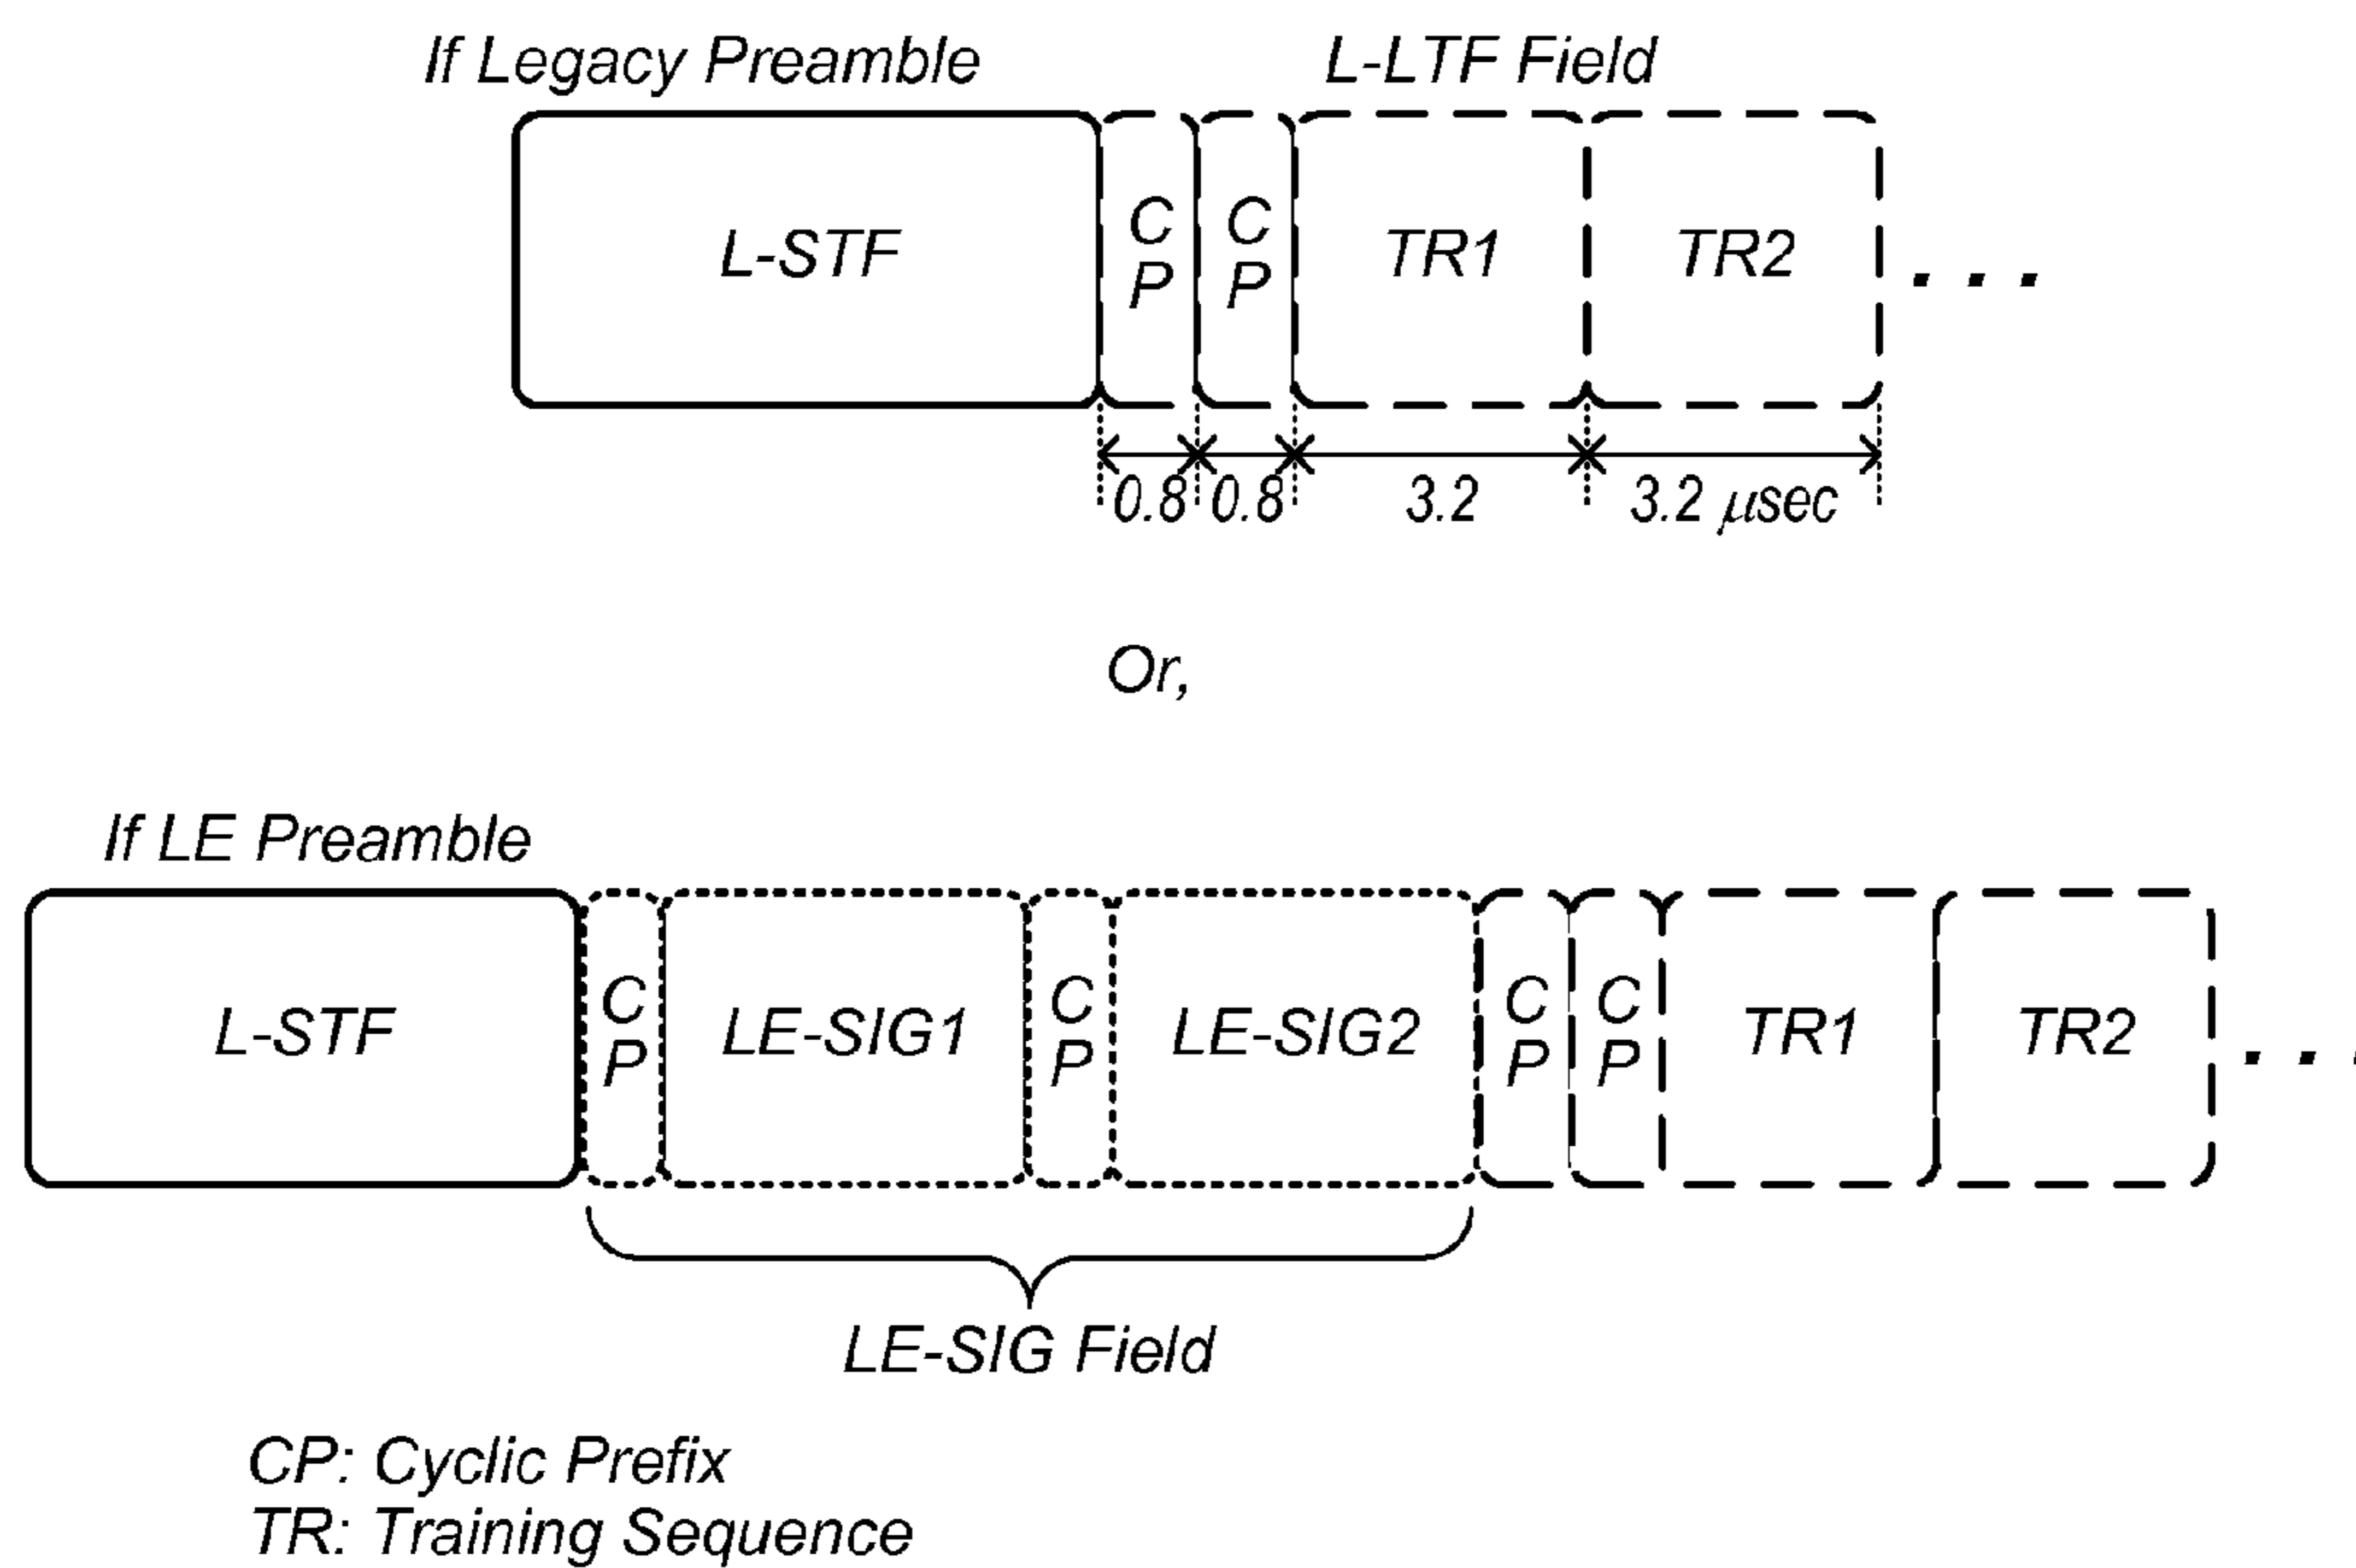 If Legacy Preamble L-LTF Field
L-STF C P C P TR1 TR2 ...
0.8 0.8 3.2 3.2 μsec
Or,
If LE Preamble
L-STF C P LE-SIG1 C P LE-SIG2 C P C P TR1 TR2 ...
LE-SIG Field
CP: Cyclic Prefix
TR: Training Sequence